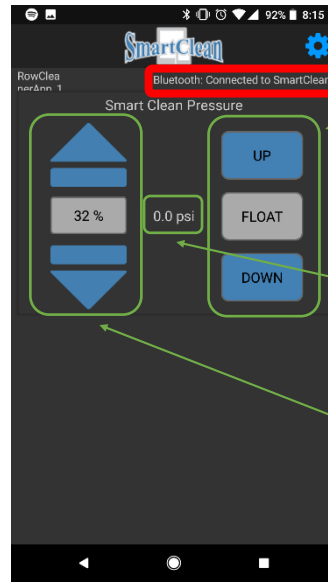 92% 8:15
SmartClean
RowClea
nerApp_1
Bluetooth: Connected to SmartClean
Smart Clean Pressure
UP
32 %
0.0 psi
FLOAT
DOWN